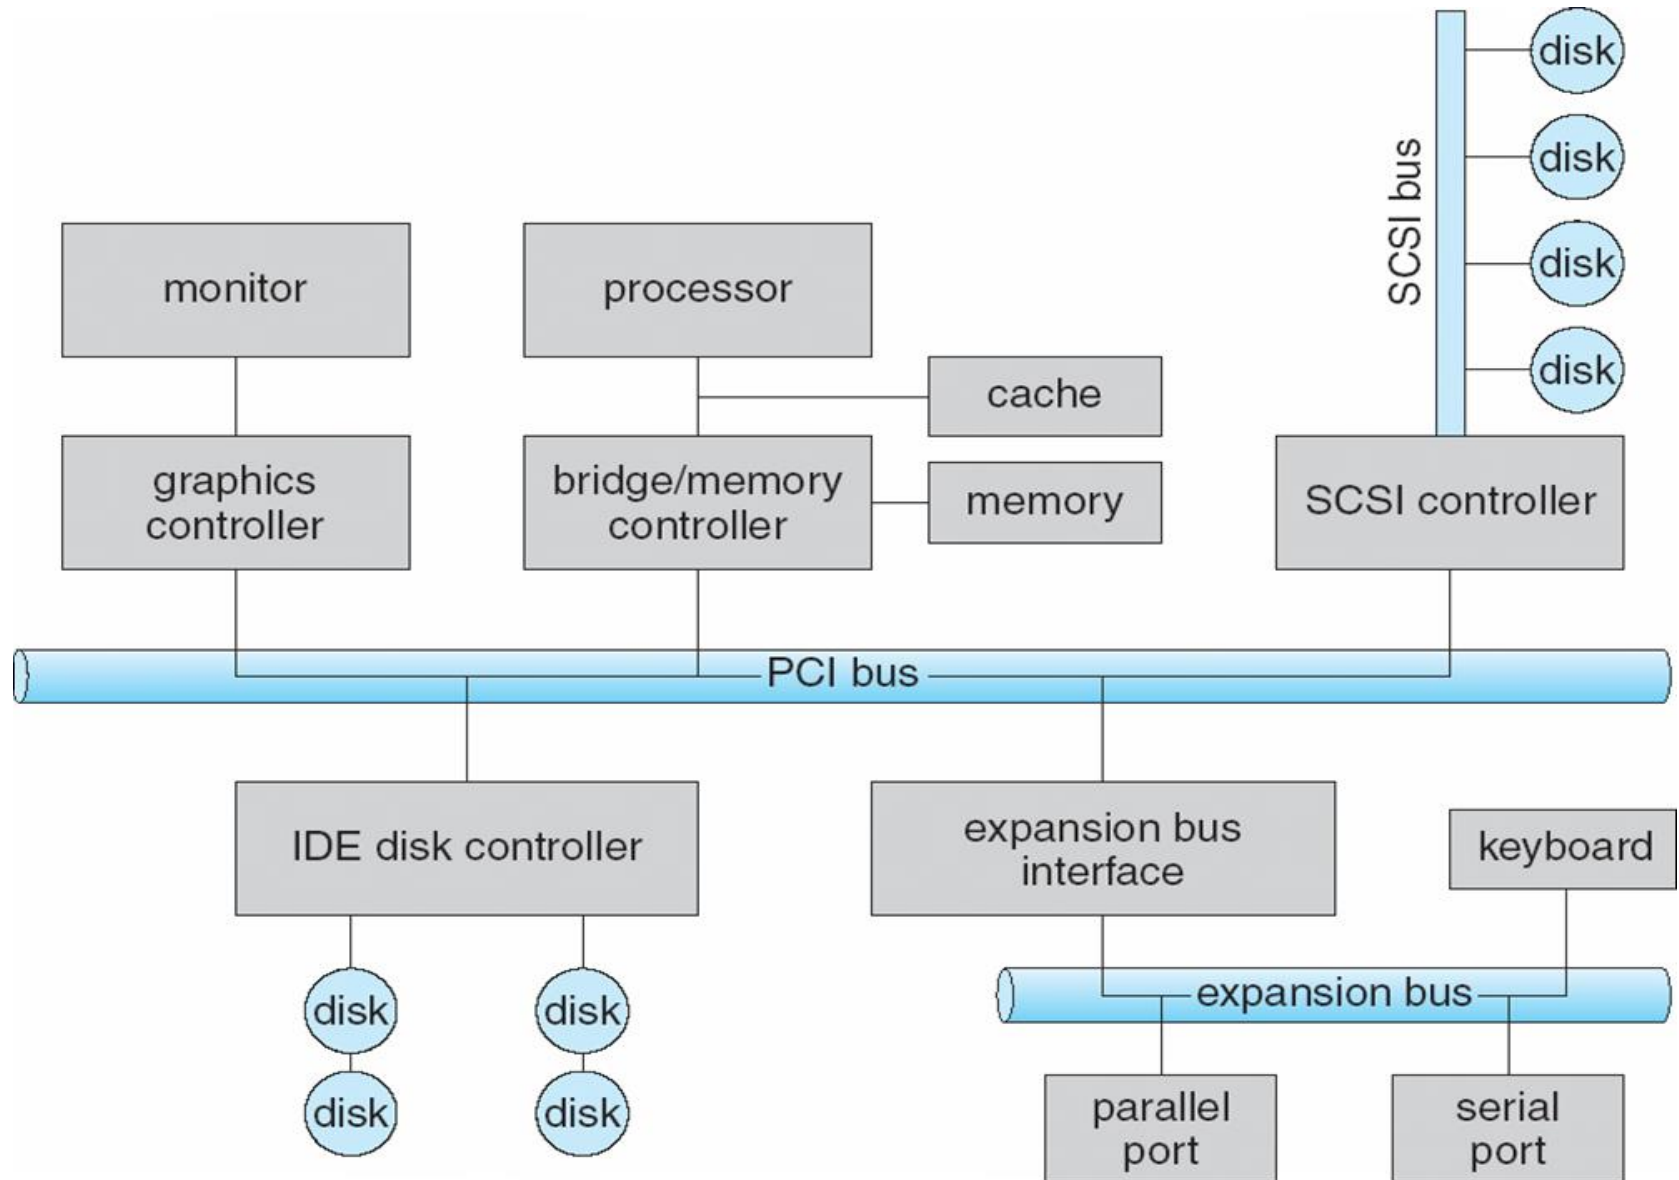 disk
disk
disk
disk
SCSI bus
monitor
processor
cache
graphics
controller
bridge/memory
controller
memory
SCSI controller
PCI bus
IDE disk controller
expansion bus
interface
keyboard
disk
disk
disk
disk
expansion bus
parallel
port
serial
port